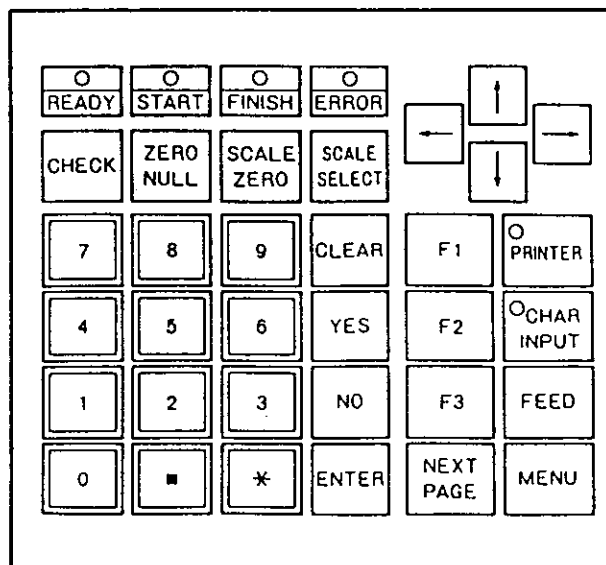 READY START FINISH ERROR
↑
← →
↓
CHECK ZERO NULL SCALE ZERO SCALE SELECT
7 8 9 CLEAR F1 PRINTER
4 5 6 YES F2 CHAR INPUT
1 2 3 NO F3 FEED
0 ■ * ENTER NEXT PAGE MENU